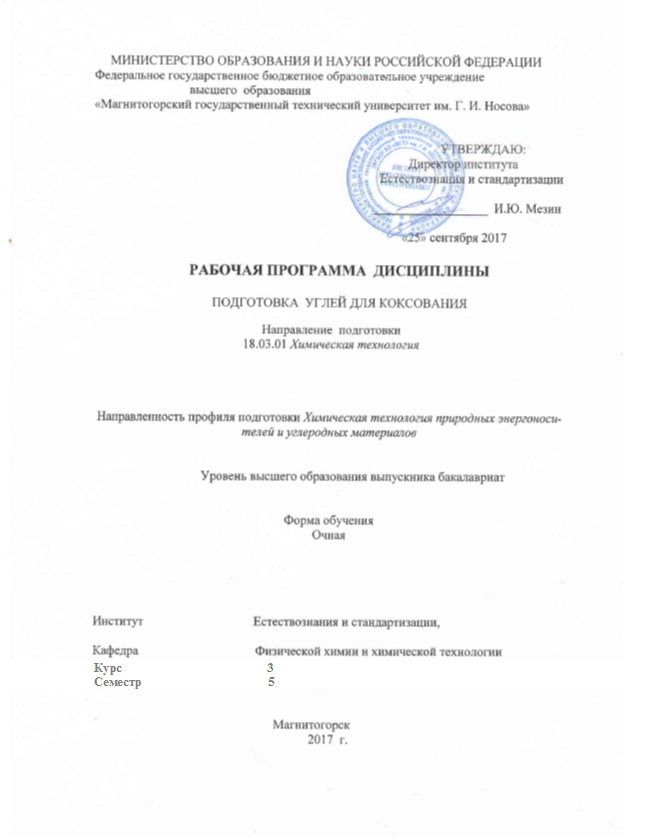 МИНИСТЕРСТВО ОБРАЗОВАНИЯ И НАУКИ РОССИЙСКОЙ ФЕДЕРАЦИИ
Федеральное государственное бюджетное образовательное учреждение
высшего образования
«Магнитогорский государственный технический университет им. Г. И. Носова»
УТВЕРЖДАЮ:
Директор института
Естествознания и стандартизации
И.Ю. Мезин
«25» сентября 2017
РАБОЧАЯ ПРОГРАММА ДИСЦИПЛИНЫ
ПОДГОТОВКА УГЛЕЙ ДЛЯ КОКСОВАНИЯ
Направление подготовки
18.03.01 Химическая технология
Направленность профиля подготовки Химическая технология природных энергоноси-
телей и углеродных материалов
Уровень высшего образования выпускника бакалавриат
Форма обучения
Очная
Институт Естествознания и стандартизации,
Кафедра Физической химии и химической технологии
Курс 3
Семестр 5
Магнитогорск
2017 г.